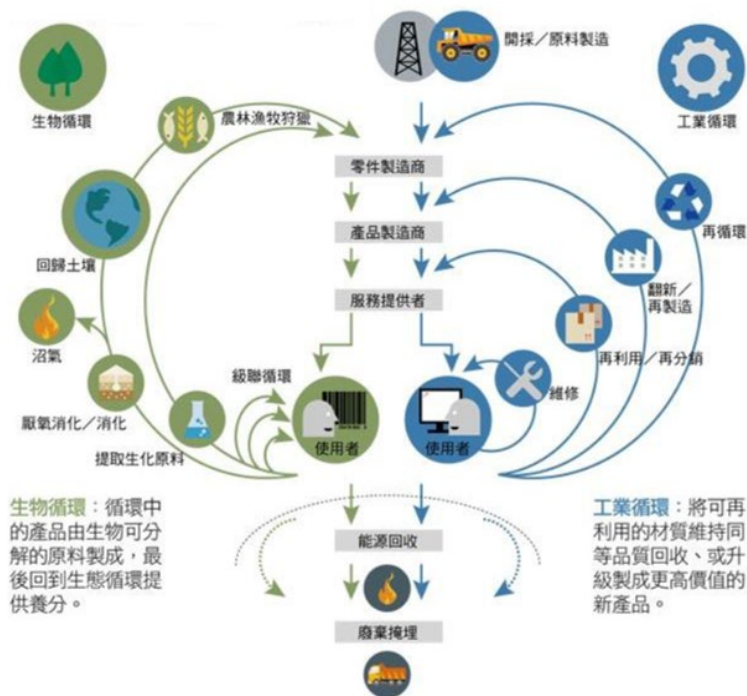 開採／原料製造
生物循環
工業循環
農林漁牧狩獵
零件製造商
再循環
產品製造商
回歸土壤
翻新／
再製造
服務提供者
沼氣
再利用／再分銷
級聯循環
維修
厭氧消化／消化
使用者
使用者
提取生化原料
生物循環：循環中
的產品由生物可分
解的原料製成，最
後回到生態循環提
供養分。
工業循環：將可再
利用的材質維持同
等品質回收、或升
級製成更高價值的
新產品。
能源回收
廢棄掩埋